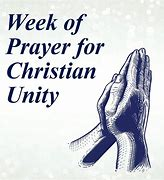 Week of
Prayer for
Christian
Unity